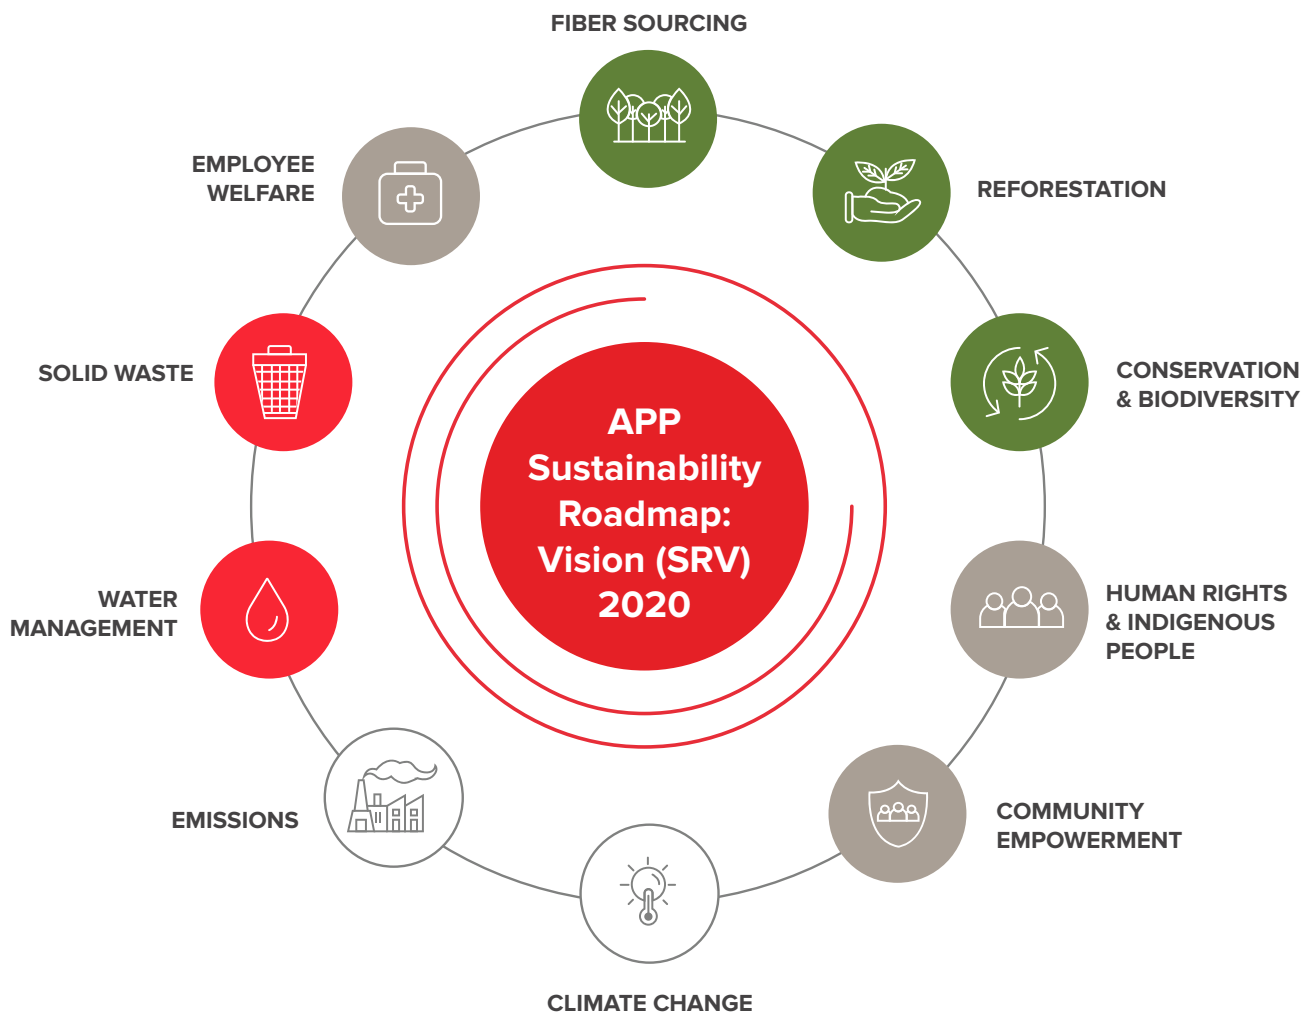 FIBER SOURCING
REFORESTATION
CONSERVATION
& BIODIVERSITY
HUMAN RIGHTS
& INDIGENOUS
PEOPLE
COMMUNITY
EMPOWERMENT
CLIMATE CHANGE
EMISSIONS
WATER
MANAGEMENT
SOLID WASTE
EMPLOYEE
WELFARE
APP
Sustainability
Roadmap:
Vision (SRV)
2020